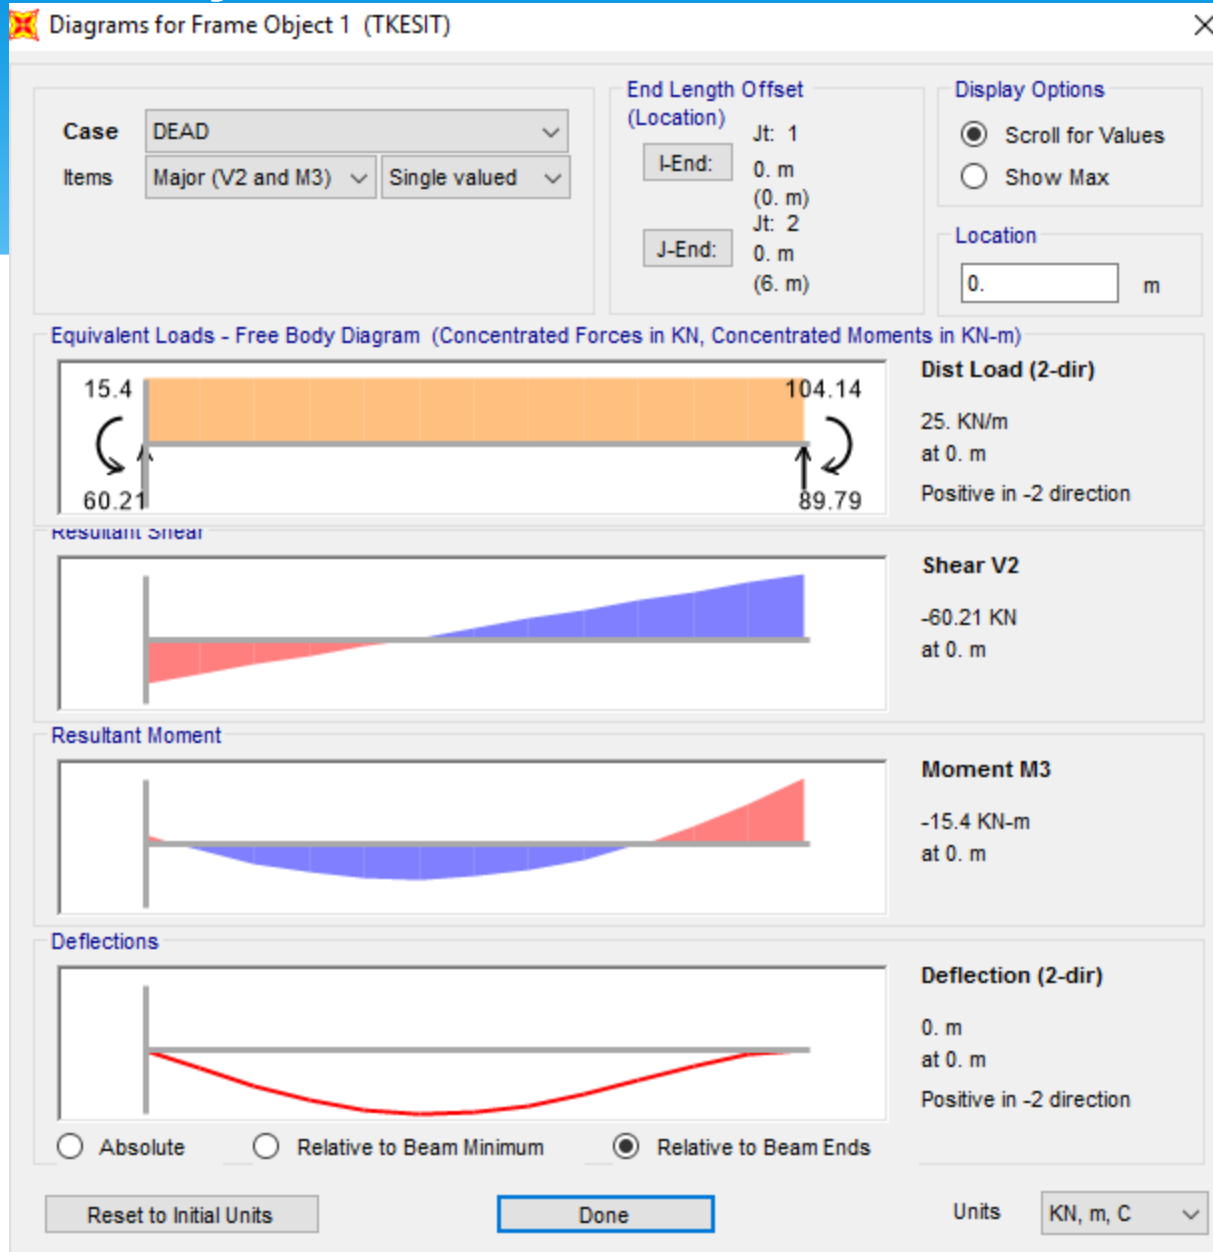 Diagrams for Frame Object 1 (TKESIT)
Case DEAD
Items Major (V2 and M3) Single valued
End Length Offset
(Location)
Jt: 1
I-End: 0. m
(0. m)
Jt: 2
J-End: 0. m
(6. m)
Display Options
Scroll for Values
Show Max
Location
0. m
Equivalent Loads - Free Body Diagram (Concentrated Forces in KN, Concentrated Moments in KN-m)
15.4 104.14
60.21 89.79
Dist Load (2-dir)
25. KN/m
at 0. m
Positive in -2 direction
Resultant Shear
Shear V2
-60.21 KN
at 0. m
Resultant Moment
Moment M3
-15.4 KN-m
at 0. m
Deflections
Deflection (2-dir)
0. m
at 0. m
Positive in -2 direction
Absolute Relative to Beam Minimum Relative to Beam Ends
Reset to Initial Units Done Units KN, m, C